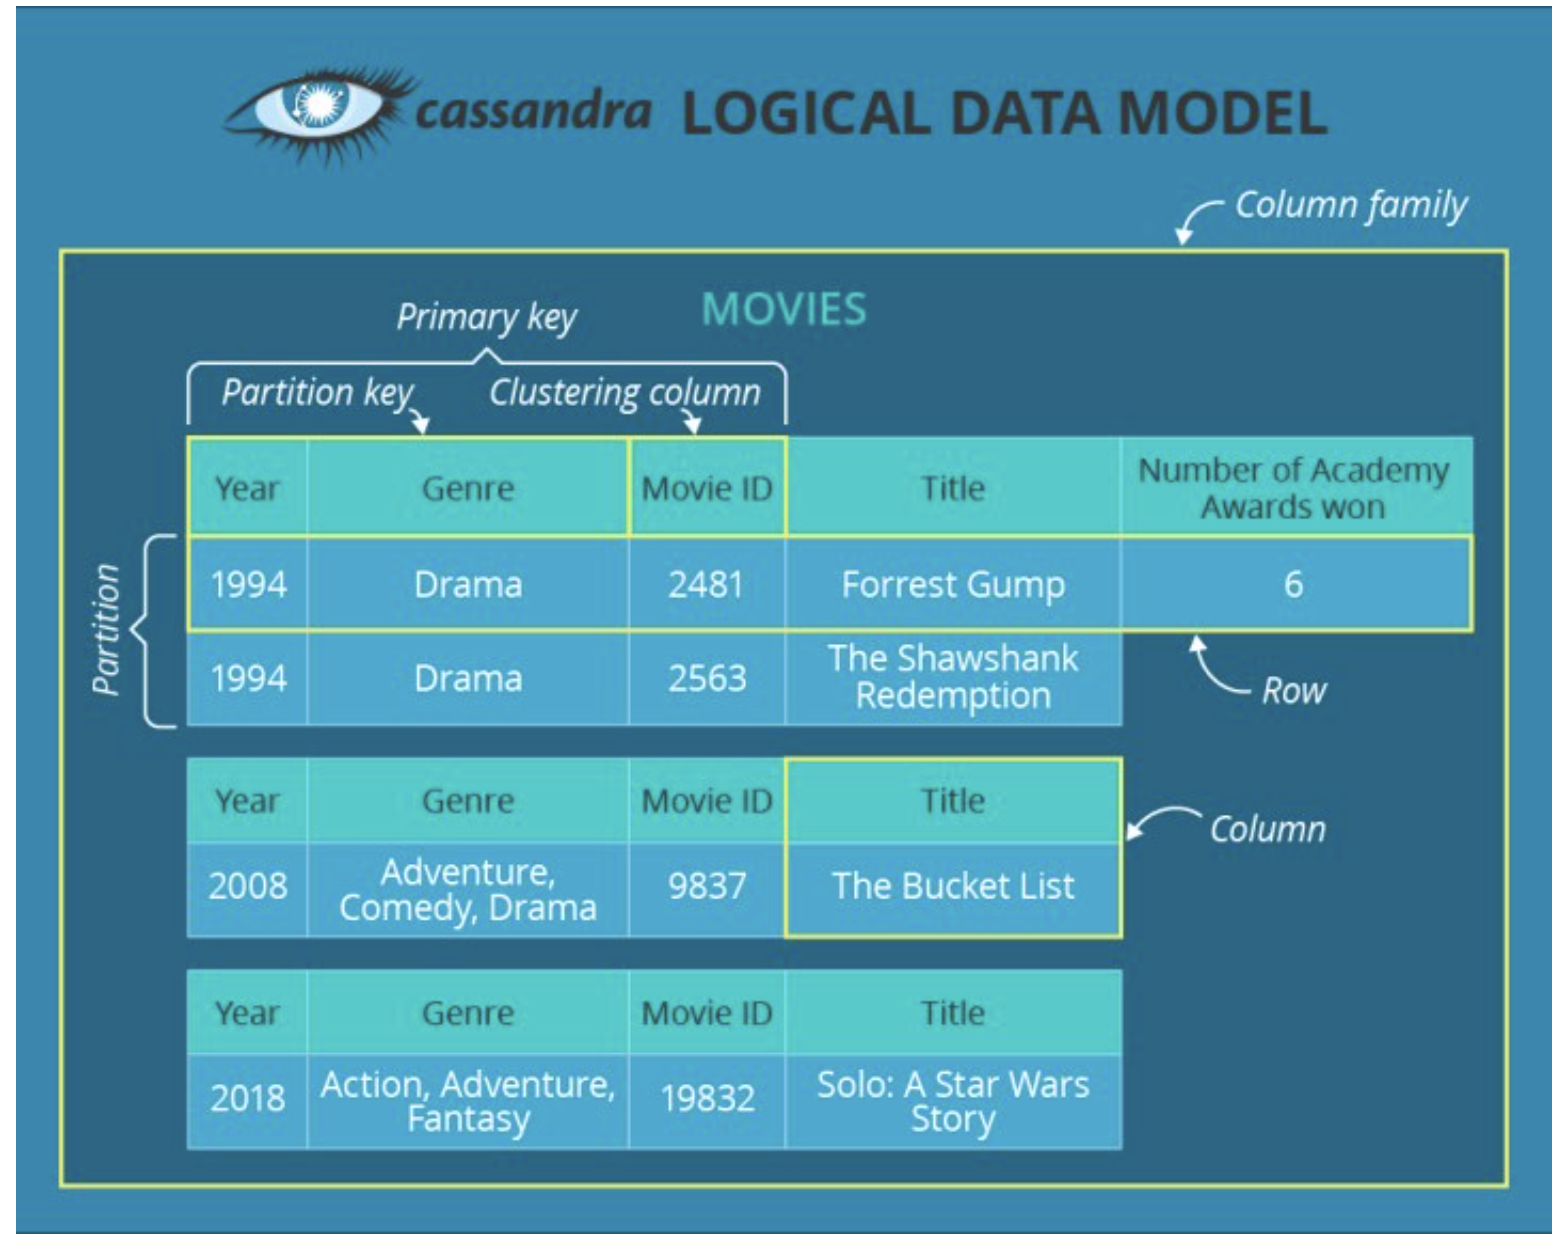 cassandra LOGICAL DATA MODEL
Column family
MOVIES
Primary key
Partition key
Clustering column
Year
Genre
Movie ID
Title
Number of Academy
Awards won
Partition
1994
Drama
2481
Forrest Gump
6
1994
Drama
2563
The Shawshank
Redemption
Row
Year
Genre
Movie ID
Title
Column
2008
Adventure,
Comedy, Drama
9837
The Bucket List
Year
Genre
Movie ID
Title
2018
Action, Adventure,
Fantasy
19832
Solo: A Star Wars
Story